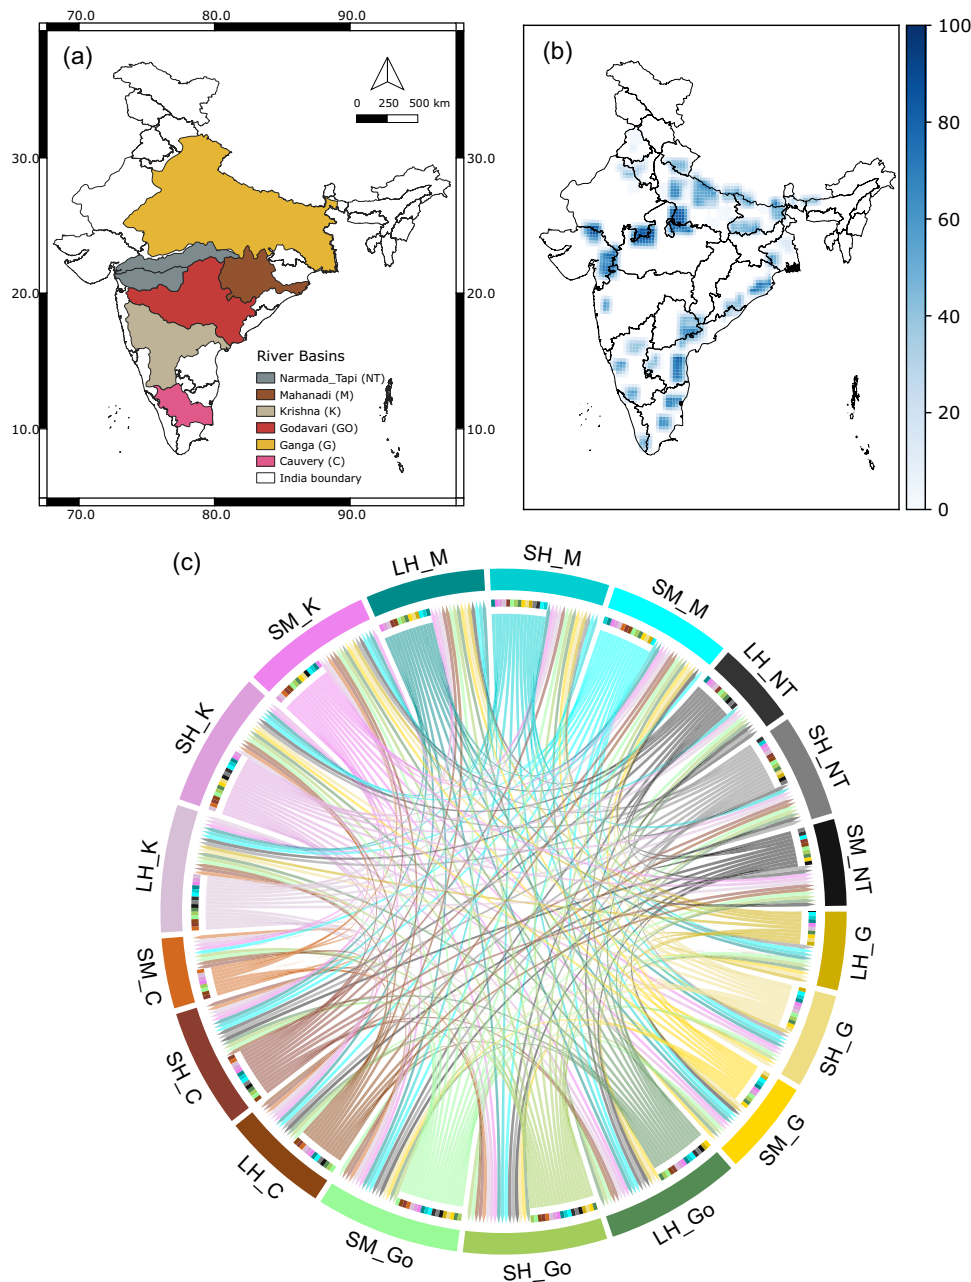 70.0 80.0 90.0
(a)
0 250 500 km
30.0 30.0
20.0 20.0
10.0 10.0
River Basins
Narmada_Tapi (NT)
Mahanadi (M)
Krishna (K)
Godavari (GO)
Ganga (G)
Cauvery (C)
India boundary
70.0 80.0 90.0
(b)
100
80
60
40
20
0
(c)
LH_M
SH_M
SM_M
LH_NT
SH_NT
SM_NT
LH_G
SH_G
SM_G
LH_Go
SH_Go
SM_Go
LH_C
SH_C
SM_C
LH_K
SH_K
SM_K